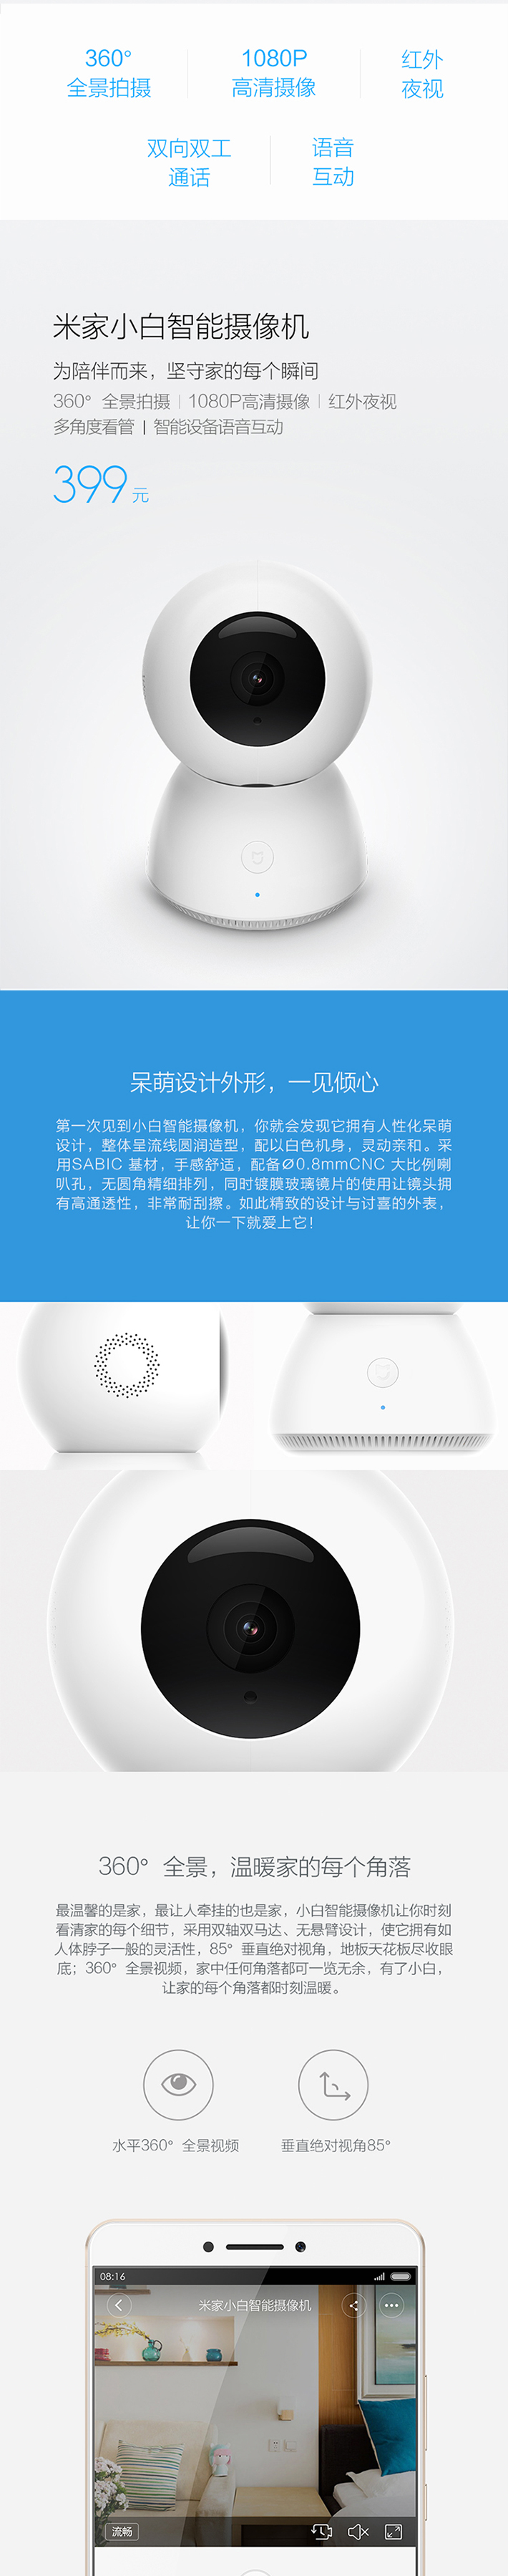 360°
全景拍摄
1080P
高清摄像
红外
夜视
双向双工
通话
语音
互动
米家小白智能摄像机
为陪伴而来，坚守家的每个瞬间
360° 全景拍摄 | 1080P高清摄像 | 红外夜视
多角度看管 | 智能设备语音互动
399元
呆萌设计外形，一见倾心
第一次见到小白智能摄像机，你就会发现它拥有人性化呆萌
设计，整体呈流线圆润造型，配以白色机身，灵动亲和。采
用SABIC 基材，手感舒适，配备Ø0.8mmCNC 大比例喇
叭孔，无圆角精细排列，同时镀膜玻璃镜片的使用让镜头拥
有高通透性，非常耐刮擦。如此精致的设计与讨喜的外表，
让你一下就爱上它！
360° 全景，温暖家的每个角落
最温馨的是家，最让人牵挂的也是家，小白智能摄像机让你时刻
看清家的每个细节，采用双轴双马达、无悬臂设计，使它拥有如
人体脖子一般的灵活性，85° 垂直绝对视角，地板天花板尽收眼
底；360° 全景视频，家中任何角落都可一览无余，有了小白，
让家的每个角落都时刻温暖。
水平360° 全景视频
垂直绝对视角85°
08:16
米家小白智能摄像机
流畅